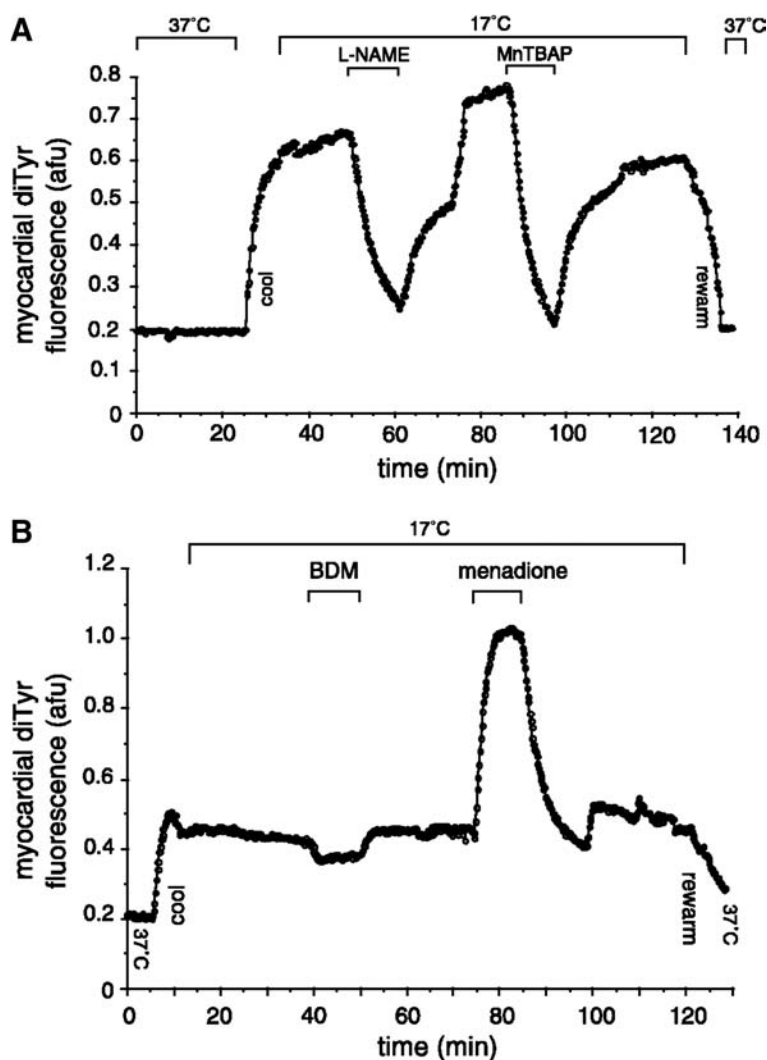 A
37°C
17°C
37°C
L-NAME
MnTBAP
myocardial diTyr
fluorescence (afu)
0.8
0.7
0.6
0.5
0.4
0.3
0.2
0.1
0
cool
rewarm
0 20 40 60 80 100 120 140
time (min)
B
17°C
BDM
menadione
myocardial diTyr
fluorescence (afu)
1.2
1.0
0.8
0.6
0.4
0.2
0
37°C
cool
rewarm
37°C
0 20 40 60 80 100 120
time (min)